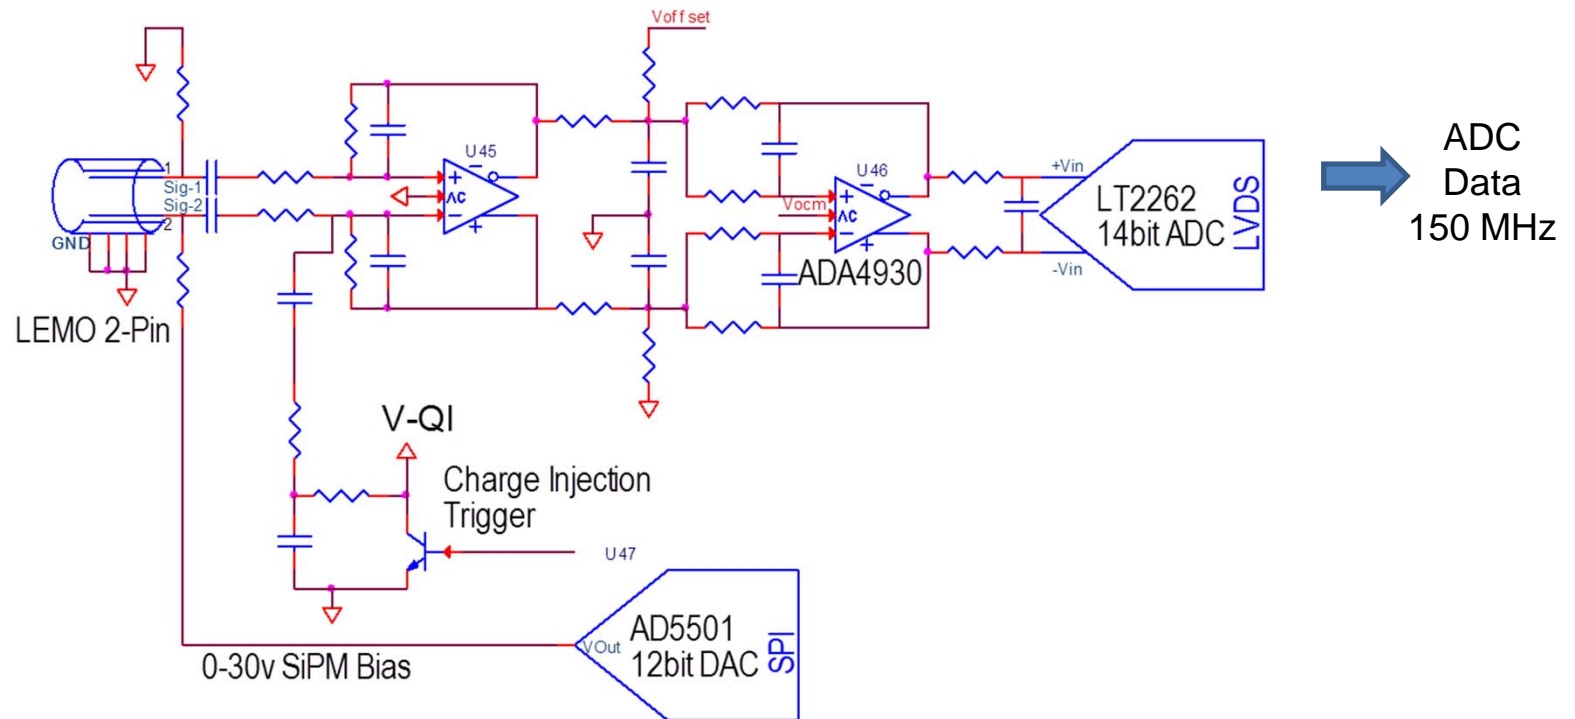 Voffset
1
Sig-1
Sig-2
2
GND
LEMO 2-Pin
U45
+
−
VC
−
+
U46
Vocm
+
−
VC
−
+
ADA4930
+Vin
-Vin
LT2262
14bit ADC
LVDS
ADC
Data
150 MHz
V-QI
Charge Injection
Trigger
U47
0-30v SiPM Bias
VOut
AD5501
12bit DAC
SPI